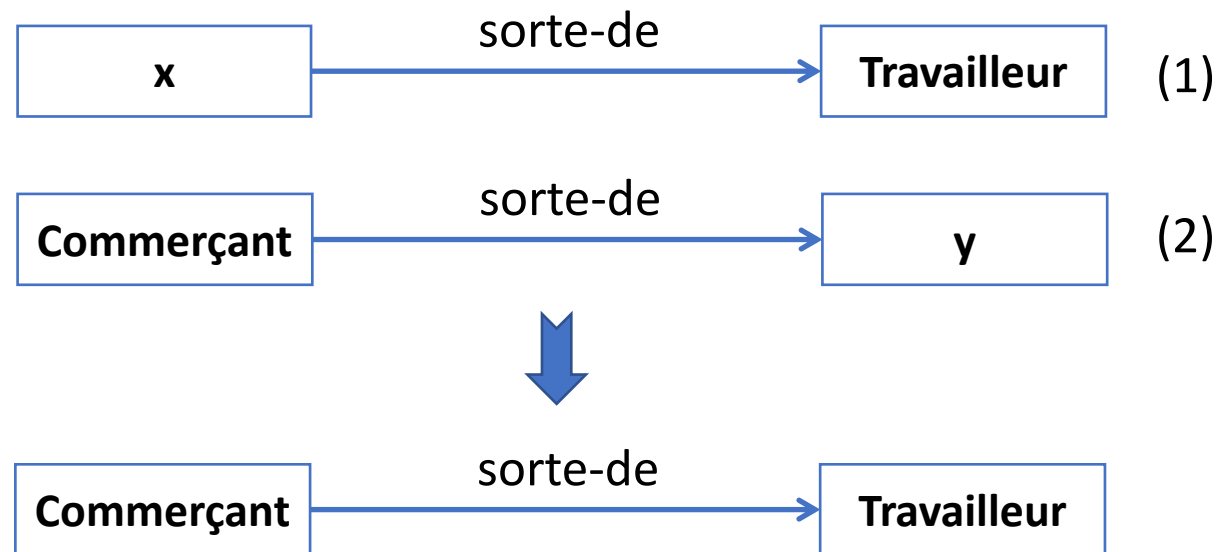 sorte-de
x Travailleur (1)
sorte-de
Commerçant y (2)
sorte-de
Commerçant Travailleur